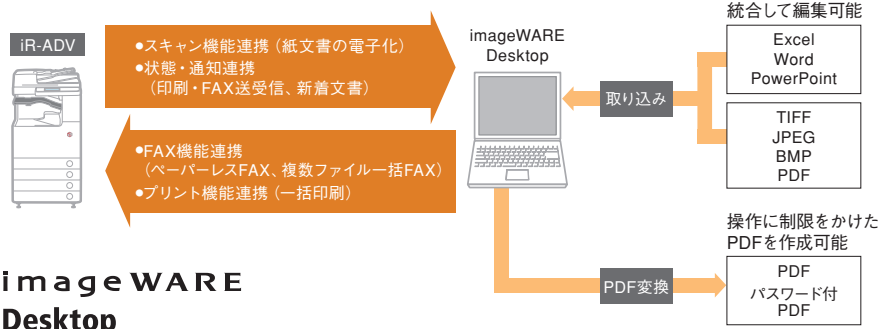 iR-ADV
●スキャン機能連携（紙文書の電子化）
●状態・通知連携
（印刷・FAX送受信、新着文書）
●FAX機能連携
（ペーパーレスFAX、複数ファイル一括FAX）
●プリント機能連携（一括印刷）
imageWARE
Desktop
取り込み
統合して編集可能
Excel
Word
PowerPoint
TIFF
JPEG
BMP
PDF
操作に制限をかけた
PDFを作成可能
PDF変換
PDF
パスワード付
PDF
imageWARE
Desktop